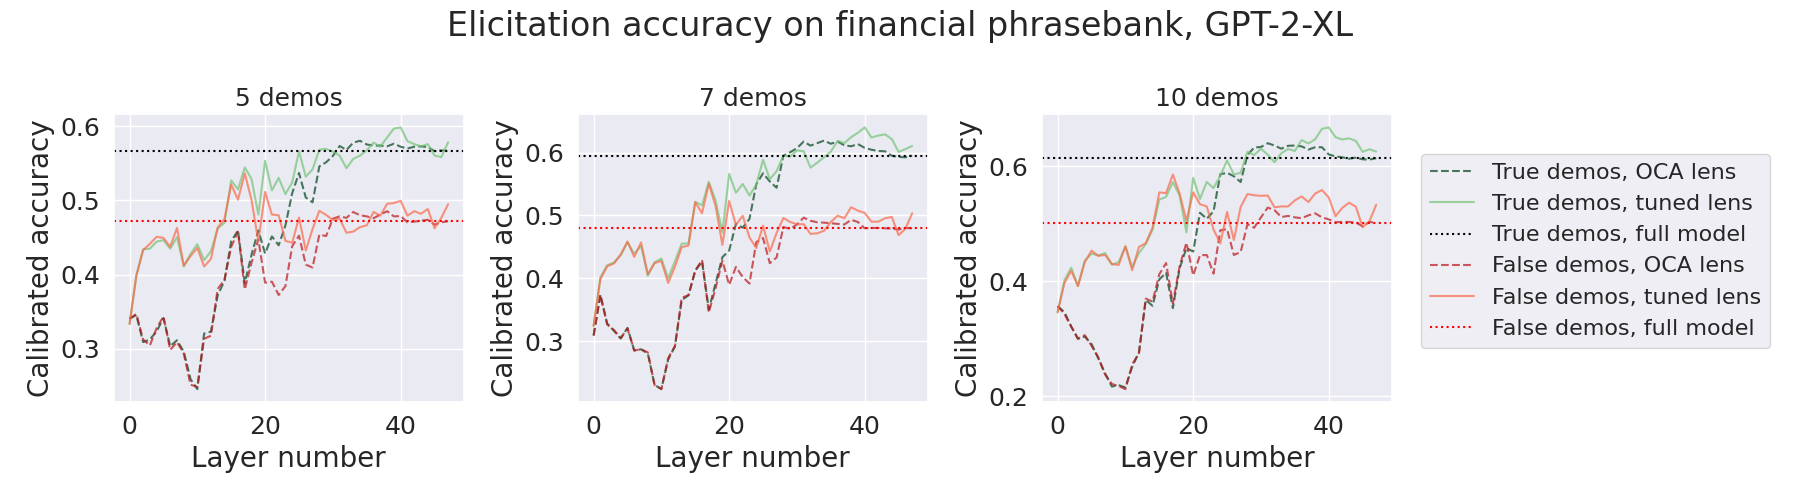 Elicitation accuracy on financial phrasebank, GPT-2-XL
5 demos
Calibrated accuracy
0.6
0.5
0.4
0.3
0
20
40
Layer number
7 demos
Calibrated accuracy
0.6
0.5
0.4
0.3
0
20
40
Layer number
10 demos
Calibrated accuracy
0.6
0.4
0.2
0
20
40
Layer number
True demos, OCA lens
True demos, tuned lens
True demos, full model
False demos, OCA lens
False demos, tuned lens
False demos, full model